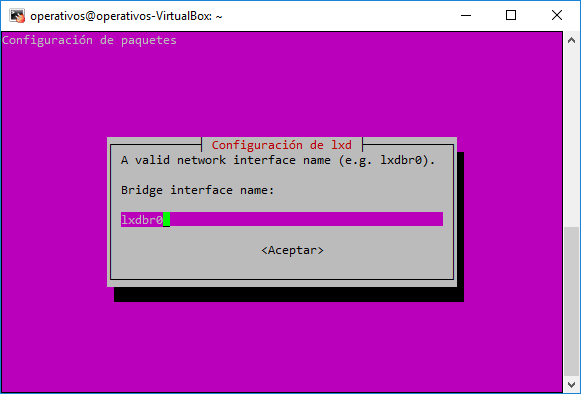 operativos@operativos-VirtualBox: ~
Configuración de paquetes
Configuración de lxd
A valid network interface name (e.g. lxdbr0).
Bridge interface name:
lxdbr0
<Aceptar>